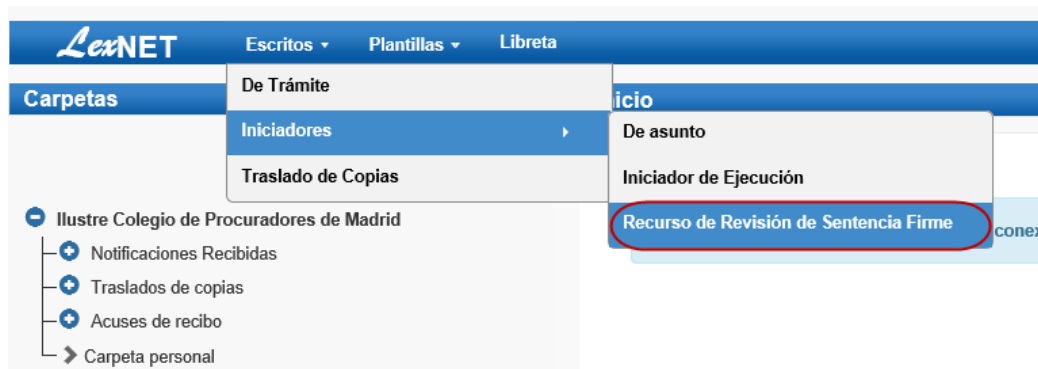 LexNET Escritos Plantillas Libreta
De Trámite
Carpetas icio
Iniciadores De asunto
Traslado de Copias Iniciador de Ejecución
Ilustre Colegio de Procuradores de Madrid Recurso de Revisión de Sentencia Firme conex
Notificaciones Recibidas
Traslados de copias
Acuses de recibo
Carpeta personal